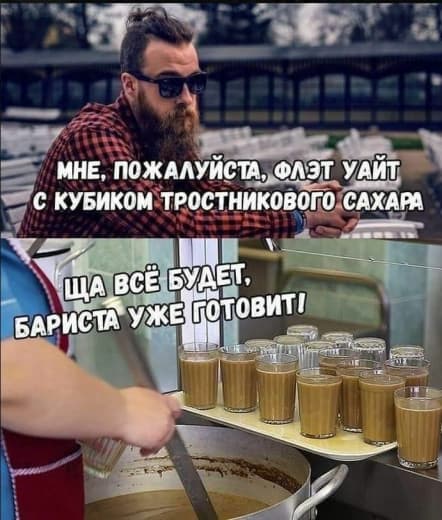 МНЕ, ПОЖАЛУЙСТА, ФЛЭТ УАЙТ
С КУБИКОМ ТРОСТНИКОВОГО САХАРА
ЩА ВСЁ БУДЕТ,
БАРИСТА УЖЕ ГОТОВИТ!